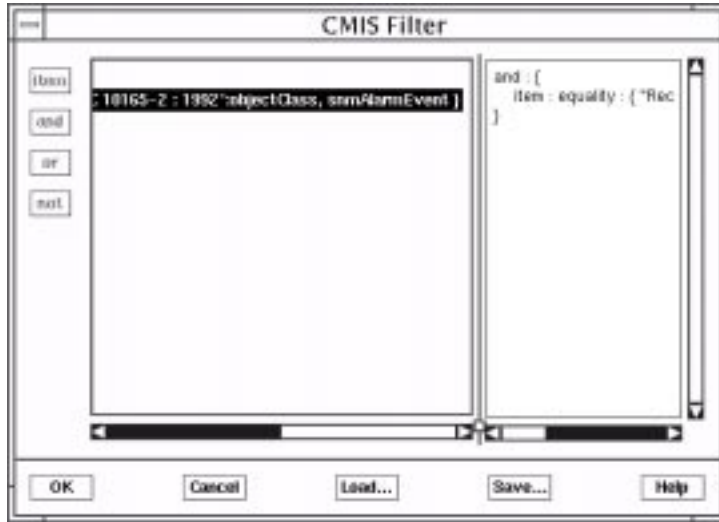 CMIS Filter
item
and
or
not
: 10165-2 : 1992":objectClass, snmAlarmEvent }
and : {
item : equality : { "Rec
}
OK Cancel Load... Save... Help